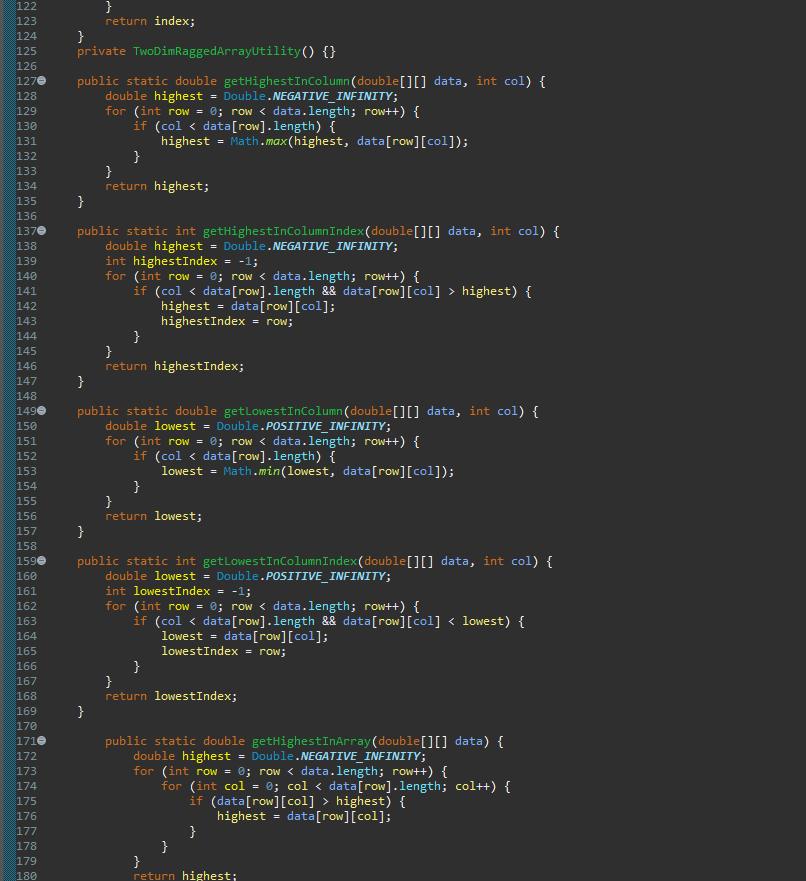 122            }
123            return index;
124        }
125        private TwoDimRaggedArrayUtility() {}
126
127        public static double getHighestInColumn(double[][] data, int col) {
128            double highest = Double.NEGATIVE_INFINITY;
129            for (int row = 0; row < data.length; row++) {
130                if (col < data[row].length) {
131                    highest = Math.max(highest, data[row][col]);
132                }
133            }
134            return highest;
135        }
136
137        public static int getHighestInColumnIndex(double[][] data, int col) {
138            double highest = Double.NEGATIVE_INFINITY;
139            int highestIndex = -1;
140            for (int row = 0; row < data.length; row++) {
141                if (col < data[row].length && data[row][col] > highest) {
142                    highest = data[row][col];
143                    highestIndex = row;
144                }
145            }
146            return highestIndex;
147        }
148
149        public static double getLowestInColumn(double[][] data, int col) {
150            double lowest = Double.POSITIVE_INFINITY;
151            for (int row = 0; row < data.length; row++) {
152                if (col < data[row].length) {
153                    lowest = Math.min(lowest, data[row][col]);
154                }
155            }
156            return lowest;
157        }
158
159        public static int getLowestInColumnIndex(double[][] data, int col) {
160            double lowest = Double.POSITIVE_INFINITY;
161            int lowestIndex = -1;
162            for (int row = 0; row < data.length; row++) {
163                if (col < data[row].length && data[row][col] < lowest) {
164                    lowest = data[row][col];
165                    lowestIndex = row;
166                }
167            }
168            return lowestIndex;
169        }
170
171            public static double getHighestInArray(double[][] data) {
172                double highest = Double.NEGATIVE_INFINITY;
173                for (int row = 0; row < data.length; row++) {
174                    for (int col = 0; col < data[row].length; col++) {
175                        if (data[row][col] > highest) {
176                            highest = data[row][col];
177                        }
178                    }
179                }
180                return highest;